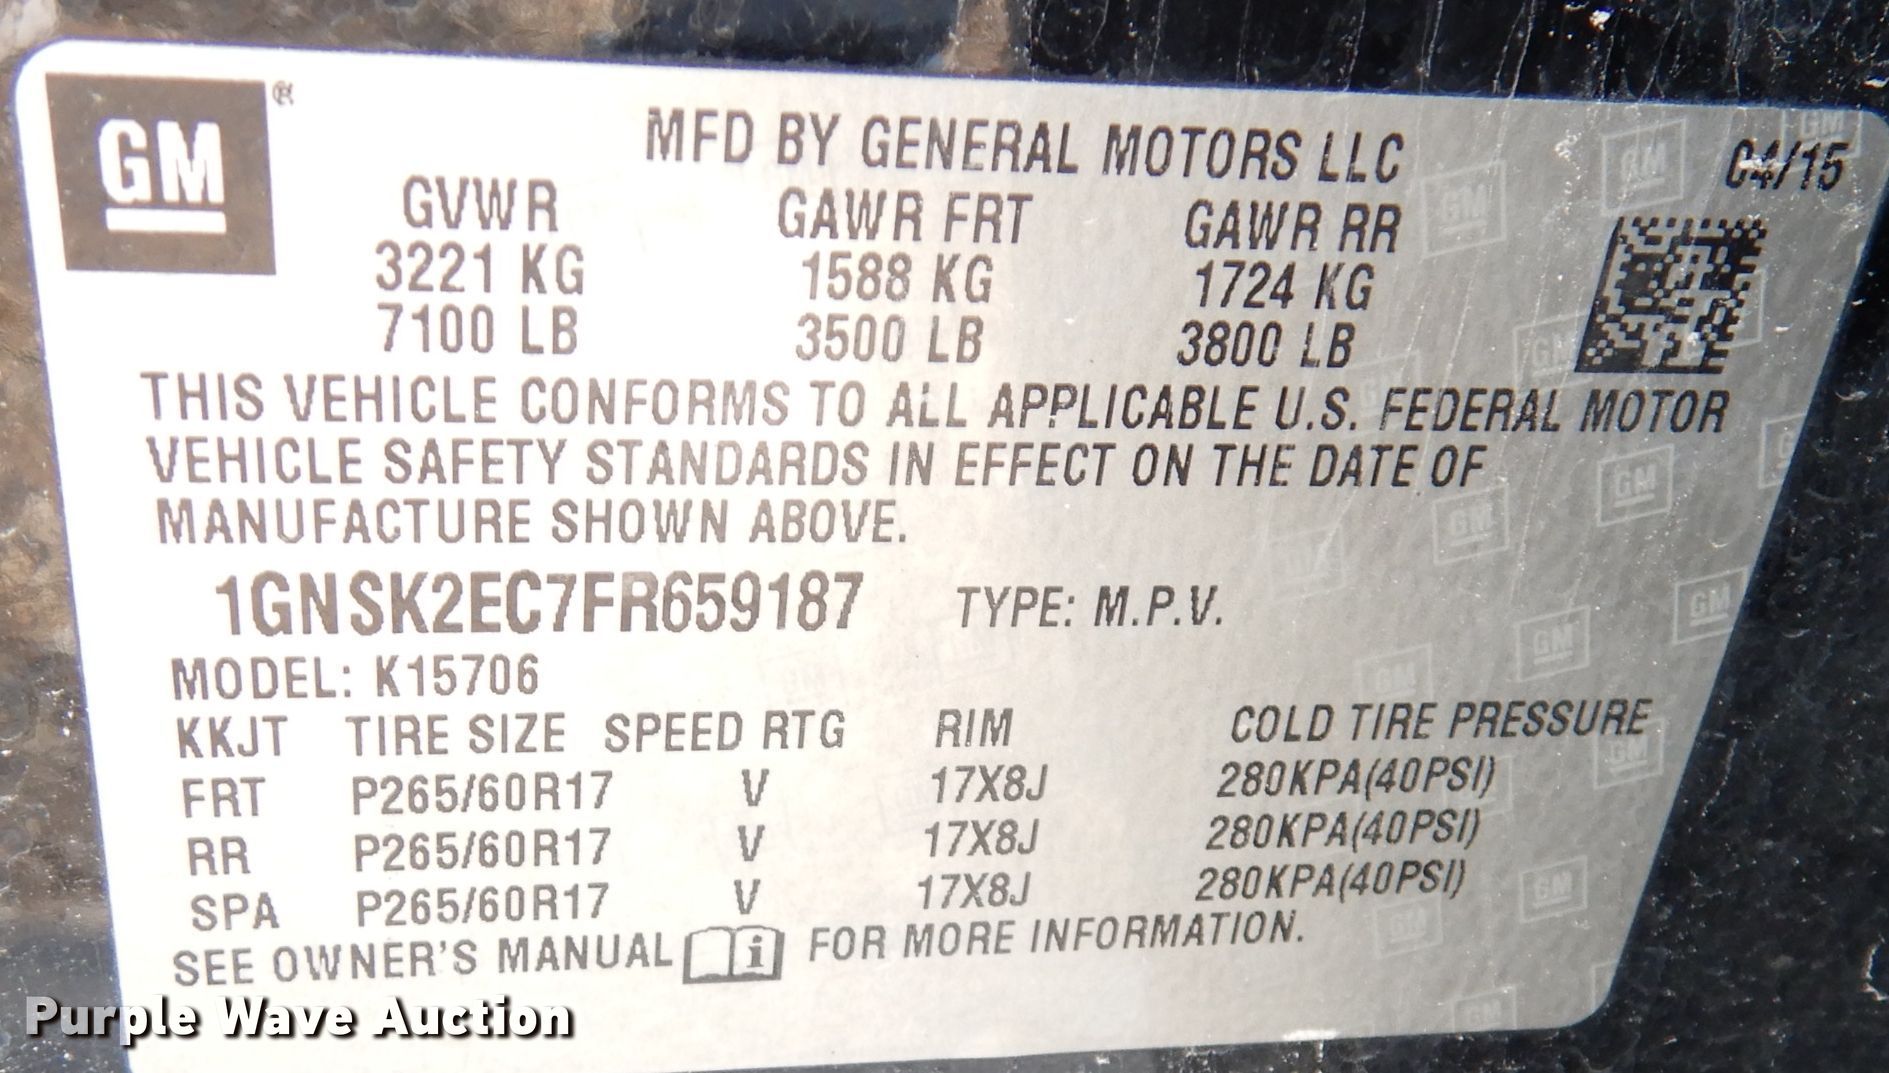 GM®
MFD BY GENERAL MOTORS LLC 04/15
GVWR GAWR FRT GAWR RR
3221 KG 1588 KG 1724 KG
7100 LB 3500 LB 3800 LB
THIS VEHICLE CONFORMS TO ALL APPLICABLE U.S. FEDERAL MOTOR
VEHICLE SAFETY STANDARDS IN EFFECT ON THE DATE OF
MANUFACTURE SHOWN ABOVE.
1GNSK2EC7FR659187 TYPE: M.P.V.
MODEL: K15706
KKJT TIRE SIZE SPEED RTG RIM COLD TIRE PRESSURE
FRT P265/60R17 V 17X8J 280KPA(40PSI)
RR P265/60R17 V 17X8J 280KPA(40PSI)
SPA P265/60R17 V 17X8J 280KPA(40PSI)
SEE OWNER'S MANUAL i FOR MORE INFORMATION.
Purple Wave Auction